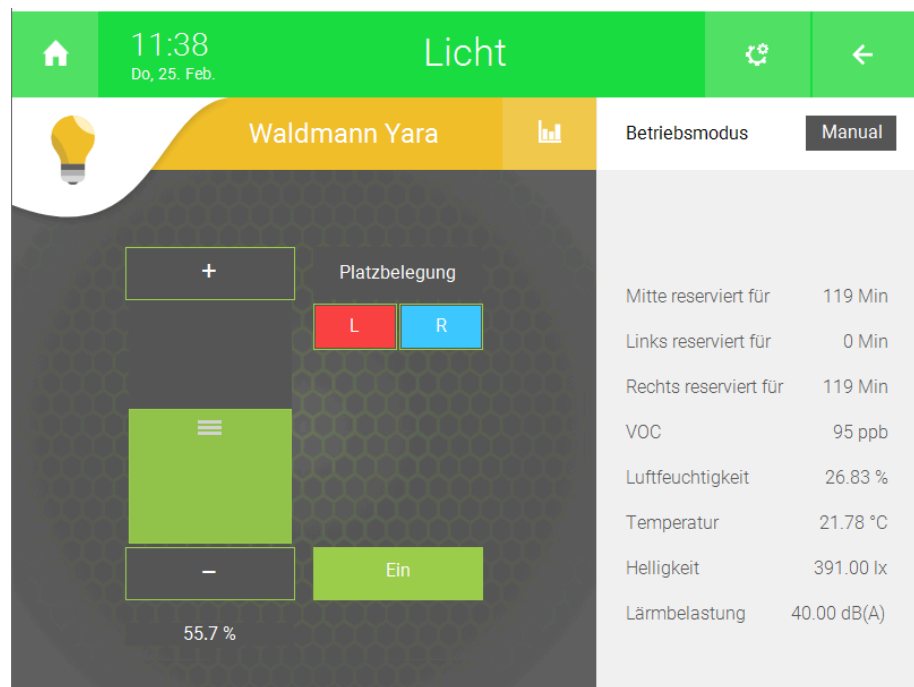 11:38
Do, 25. Feb.
Licht
Waldmann Yara
Betriebsmodus Manual
+
Platzbelegung
L R
Mitte reserviert für 119 Min
Links reserviert für 0 Min
Rechts reserviert für 119 Min
VOC 95 ppb
Luftfeuchtigkeit 26.83 %
Temperatur 21.78 °C
Helligkeit 391.00 lx
Lärmbelastung 40.00 dB(A)
–
Ein
55.7 %